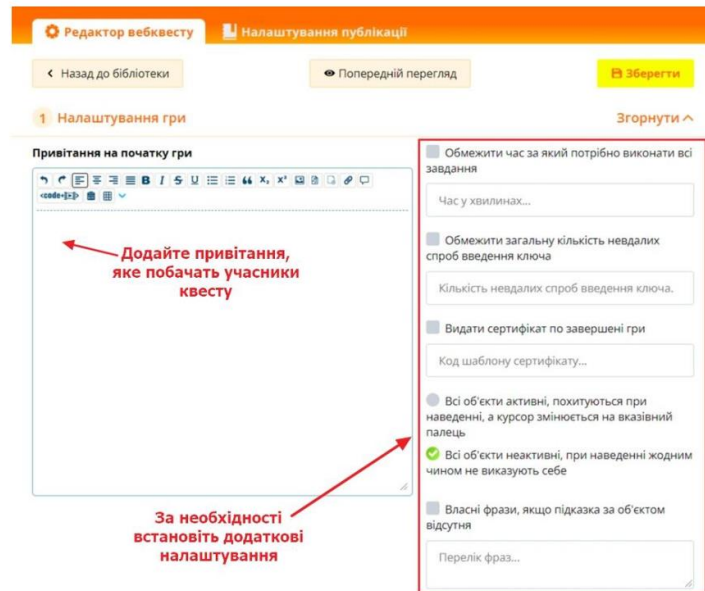 Редактор вебквесту
Налаштування публікації
Назад до бібліотеки
Попередній перегляд
Зберегти
1 Налаштування гри
Згорнути
Привітання на початку гри
B I S U X₂ X²
<code>
Додайте привітання,
яке побачать учасники
квесту
Обмежити час за який потрібно виконати всі
завдання
Час у хвилинах...
Обмежити загальну кількість невдалих
спроб введення ключа
Кількість невдалих спроб введення ключа.
Видати сертифікат по завершені гри
Код шаблону сертифікату...
Всі об'єкти активні, похитуються при
наведенні, а курсор змінюється на вказівний
палець
Всі об'єкти неактивні, при наведенні жодним
чином не виказують себе
За необхідності
встановіть додаткові
налаштування
Власні фрази, якщо підказка за об'єктом
відсутня
Перелік фраз...